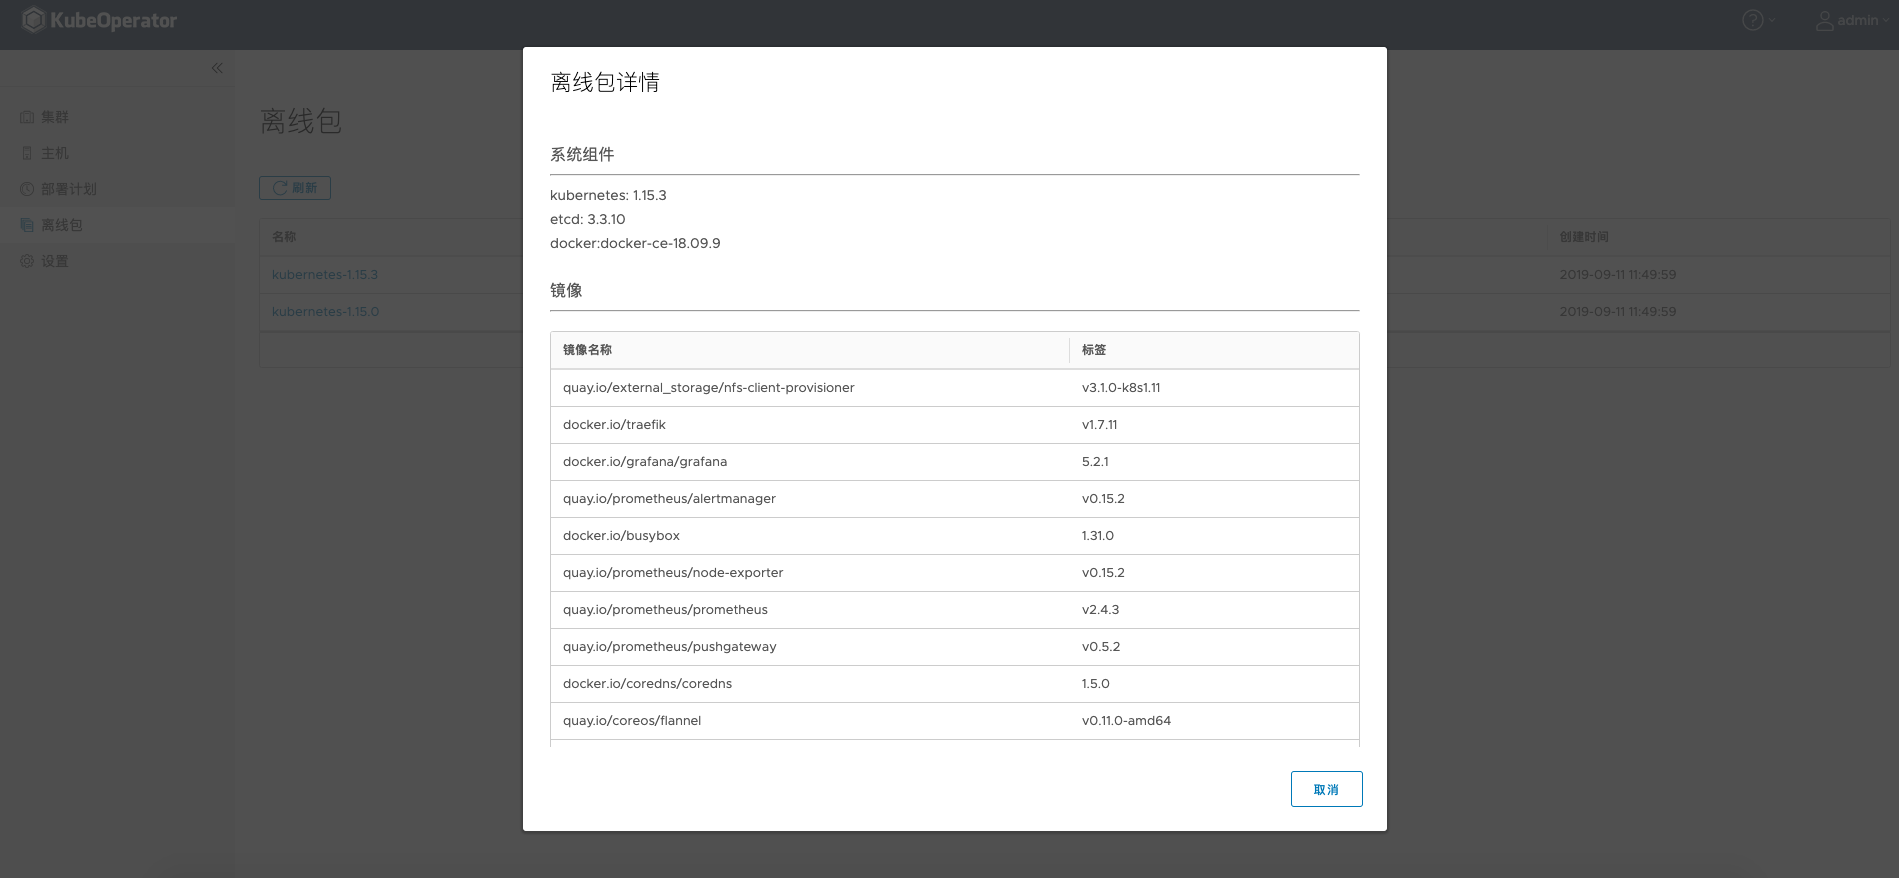 KubeOperator
admin
集群
主机
部署计划
离线包
设置
离线包
刷新
名称
创建时间
kubernetes-1.15.3
2019-09-11 11:49:59
kubernetes-1.15.0
2019-09-11 11:49:59
离线包详情
系统组件
kubernetes: 1.15.3
etcd: 3.3.10
docker:docker-ce-18.09.9
镜像
镜像名称 标签
quay.io/external_storage/nfs-client-provisioner v3.1.0-k8s1.11
docker.io/traefik v1.7.11
docker.io/grafana/grafana 5.2.1
quay.io/prometheus/alertmanager v0.15.2
docker.io/busybox 1.31.0
quay.io/prometheus/node-exporter v0.15.2
quay.io/prometheus/prometheus v2.4.3
quay.io/prometheus/pushgateway v0.5.2
docker.io/coredns/coredns 1.5.0
quay.io/coreos/flannel v0.11.0-amd64
取消